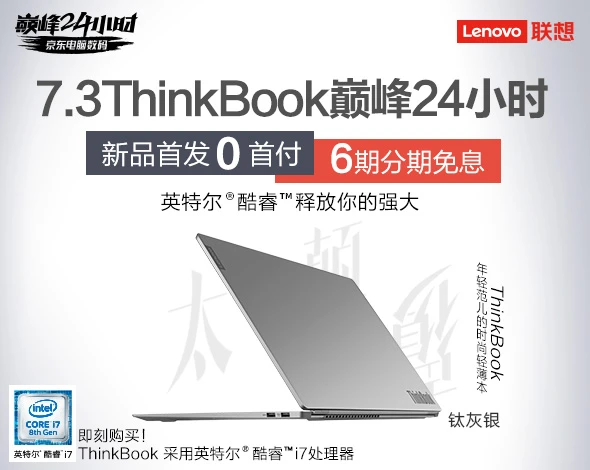 巅峰24小时
京东电脑数码
Lenovo 联想
7.3ThinkBook巅峰24小时
新品首发0首付 6期分期免息
英特尔®酷睿™释放你的强大
ThinkBook
年轻范儿的时尚轻薄本
ThinkBook
钛灰银
intel
CORE i7
8th Gen
英特尔®酷睿™i7
即刻购买！
ThinkBook 采用英特尔®酷睿™i7处理器